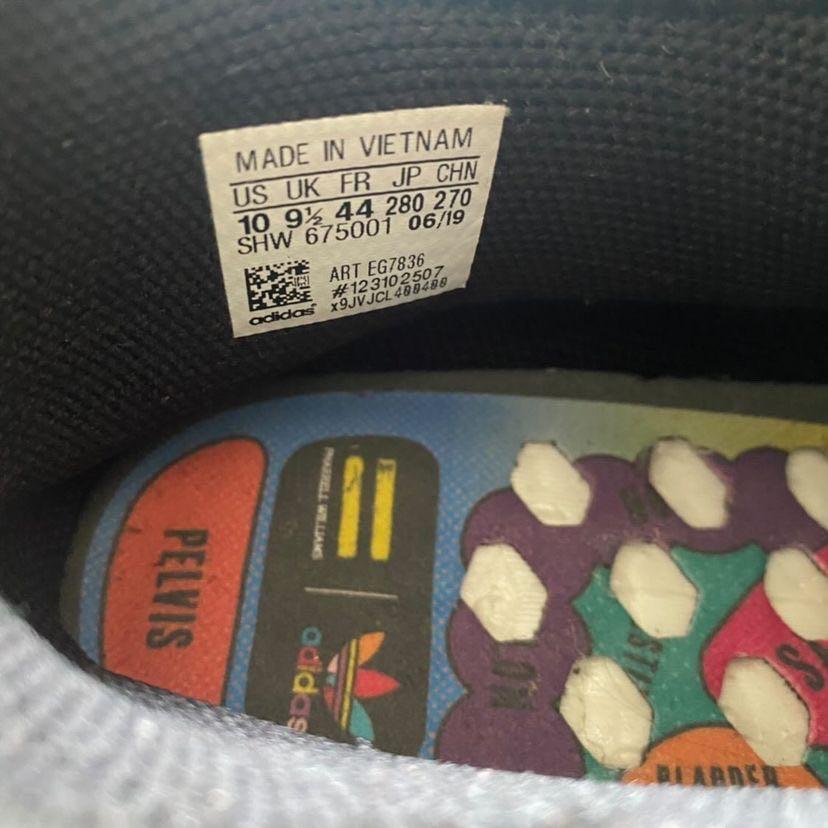 MADE IN VIETNAM
US UK FR JP CHN
10 9½ 44 280 270
SHW 675001 06/19
ART EG7836
#123102507
adidas
PHARRELL WILLIAMS
adidas
PELVIS
BLADDER